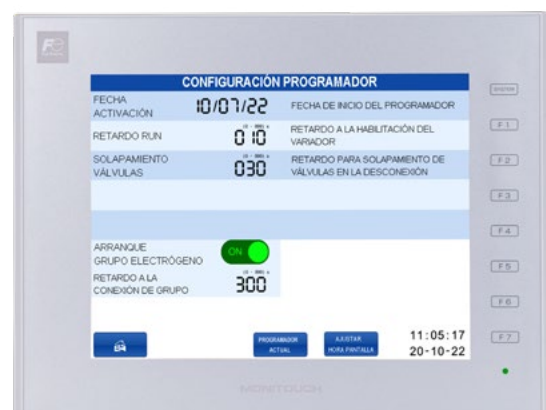 Fe
SYSTEM
CONFIGURACIÓN PROGRAMADOR
FECHA
ACTIVACIÓN
10/07/22
FECHA DE INICIO DEL PROGRAMADOR
F1
RETARDO RUN
010
RETARDO A LA HABILITACIÓN DEL
VARIADOR
SOLAPAMIENTO
VÁLVULAS
030
RETARDO PARA SOLAPAMIENTO DE
VÁLVULAS EN LA DESCONEXIÓN
F2
F3
F4
ARRANQUE
GRUPO ELECTRÓGENO
ON
F5
RETARDO A LA
CONEXIÓN DE GRUPO
300
F6
PROGRAMADOR
ACTUAL
AJUSTAR
HORA PANTALLA
11:05:17
20-10-22
F7
MONITOUCH